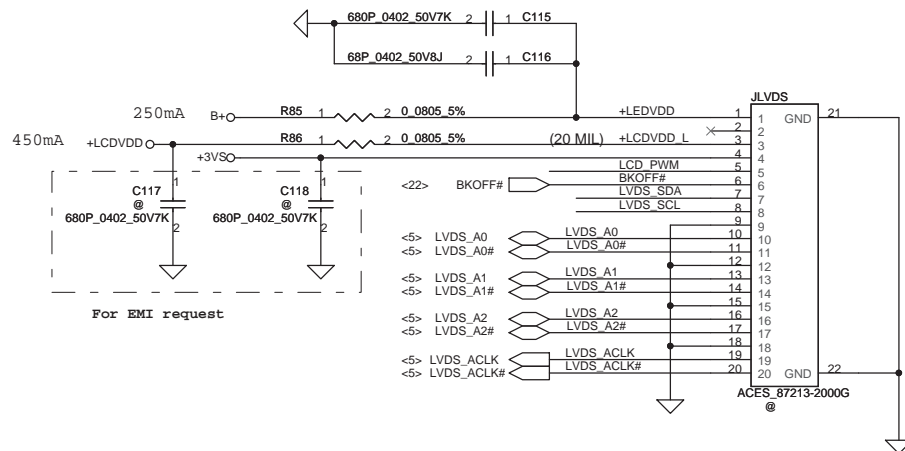 680P_0402_50V7K 2 1 C115
68P_0402_50V8J 2 1 C116
JLVDS
250mA B+ R85 1 2 0_0805_5% +LEDVDD 1 1 GND 21
2 2
450mA +LCDVDD R86 1 2 0_0805_5% (20 MIL) +LCDVDD_L 3 3
+3VS 4 4
LCD_PWM 5 5
<22> BKOFF# BKOFF# 6 6
LVDS_SDA 7 7
LVDS_SCL 8 8
9 9
<5> LVDS_A0 LVDS_A0 10 10
<5> LVDS_A0# LVDS_A0# 11 11
12 12
<5> LVDS_A1 LVDS_A1 13 13
<5> LVDS_A1# LVDS_A1# 14 14
15 15
<5> LVDS_A2 LVDS_A2 16 16
<5> LVDS_A2# LVDS_A2# 17 17
18 18
<5> LVDS_ACLK LVDS_ACLK 19 19
<5> LVDS_ACLK# LVDS_ACLK# 20 20 GND 22
ACES_87213-2000G
@
1 1
C117 C118
@ @
680P_0402_50V7K 680P_0402_50V7K
2 2
For EMI request